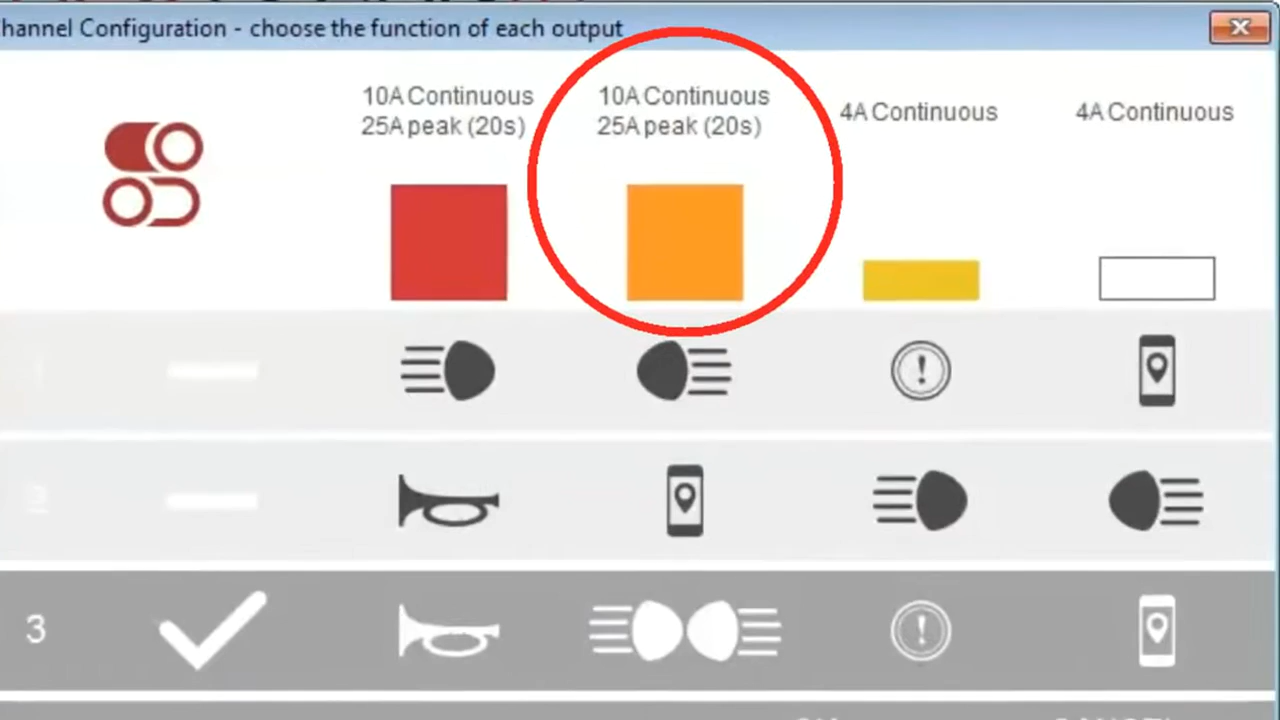 hannel Configuration - choose the function of each output
10A Continuous
25A peak (20s)
10A Continuous
25A peak (20s)
4A Continuous
4A Continuous
3